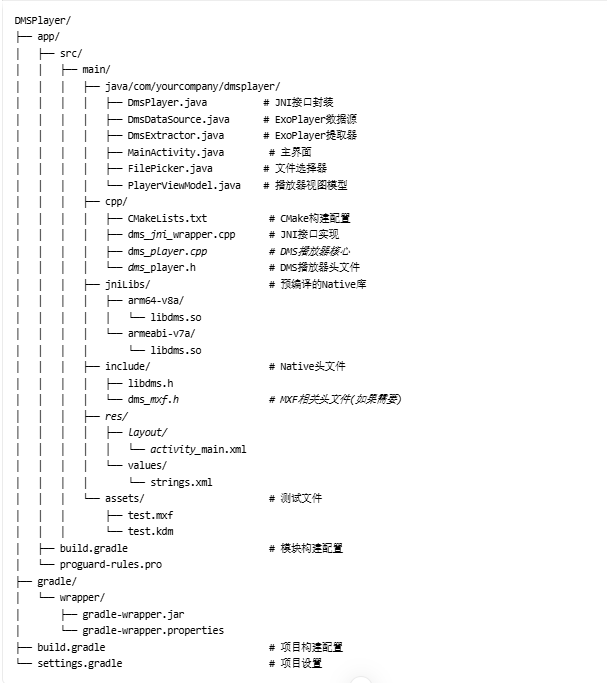 DMSPlayer/
├── app/
│   ├── src/
│   │   ├── main/
│   │   │   ├── java/com/yourcompany/dmsplayer/
│   │   │   │   ├── DmsPlayer.java         # JNI接口封装
│   │   │   │   ├── DmsDataSource.java     # ExoPlayer数据源
│   │   │   │   ├── DmsExtractor.java      # ExoPlayer提取器
│   │   │   │   ├── MainActivity.java       # 主界面
│   │   │   │   ├── FilePicker.java        # 文件选择器
│   │   │   │   └── PlayerViewModel.java   # 播放器视图模型
│   │   │   ├── cpp/
│   │   │   │   ├── CMakeLists.txt          # CMake构建配置
│   │   │   │   ├── dms_jni_wrapper.cpp     # JNI接口实现
│   │   │   │   ├── dms_player.cpp          # DMS播放器核心
│   │   │   │   └── dms_player.h            # DMS播放器头文件
│   │   │   ├── jniLibs/                    # 预编译的Native库
│   │   │   │   ├── arm64-v8a/
│   │   │   │   │   └── libdms.so
│   │   │   │   └── armeabi-v7a/
│   │   │   │       └── libdms.so
│   │   │   ├── include/                    # Native头文件
│   │   │   │   ├── libdms.h
│   │   │   │   └── dms_mxf.h               # MXF相关头文件(如果需要)
│   │   │   ├── res/
│   │   │   │   ├── layout/
│   │   │   │   │   └── activity_main.xml
│   │   │   │   └── values/
│   │   │   │       └── strings.xml
│   │   │   └── assets/                     # 测试文件
│   │   │       ├── test.mxf
│   │   │       └── test.kdm
│   ├── build.gradle                        # 模块构建配置
│   └── proguard-rules.pro
├── gradle/
│   └── wrapper/
│       ├── gradle-wrapper.jar
│       └── gradle-wrapper.properties
├── build.gradle                            # 项目构建配置
└── settings.gradle                         # 项目设置